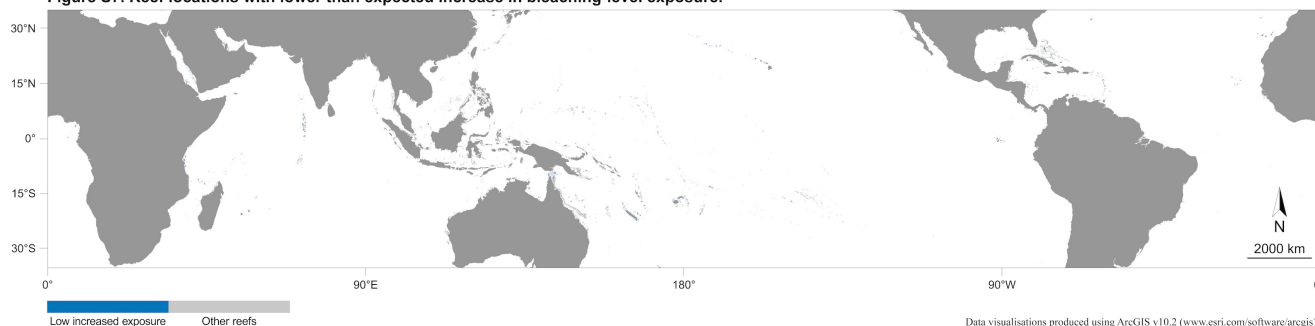 Figure S7: Reef locations with lower than expected increase in bleaching-level exposure.
30°N
15°N
0°
15°S
30°S
N
2000 km
0° 90°E 180° 90°W
Low increased exposure Other reefs
Data visualisations produced using ArcGIS v10.2 (www.esri.com/software/arcgis